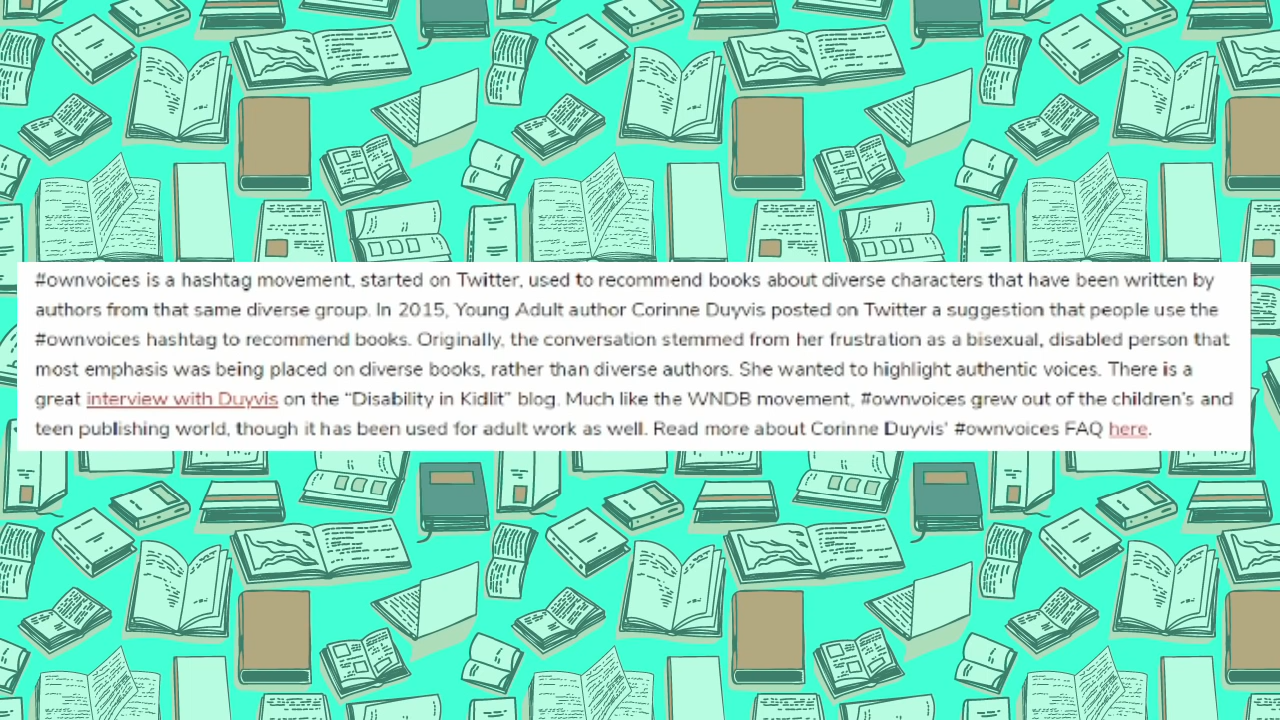 #ownvoices is a hashtag movement, started on Twitter, used to recommend books about diverse characters that have been written by
authors from that same diverse group. In 2015, Young Adult author Corinne Duyvis posted on Twitter a suggestion that people use the
#ownvoices hashtag to recommend books. Originally, the conversation stemmed from her frustration as a bisexual, disabled person that
most emphasis was being placed on diverse books, rather than diverse authors. She wanted to highlight authentic voices. There is a
great interview with Duyvis on the “Disability in Kidlit” blog. Much like the WNDB movement, #ownvoices grew out of the children’s and
teen publishing world, though it has been used for adult work as well. Read more about Corinne Duyvis’ #ownvoices FAQ here.